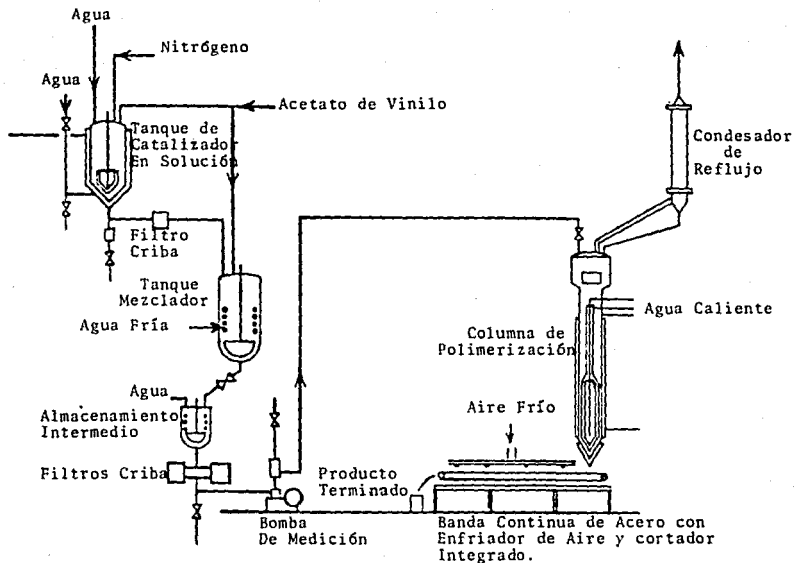 Agua
Nitrógeno
Agua
Acetato de Vinilo
Tanque de
Catalizador
En Solución
Condesador
de
Reflujo
Filtro
Criba
Tanque
Mezclador
Agua Fría
Agua Caliente
Columna de
Polimerización
Agua
Almacenamiento
Intermedio
Aire Frío
Filtros Criba
Producto
Terminado
Bomba
De Medición
Banda Continua de Acero con
Enfriador de Aire y cortador
Integrado.